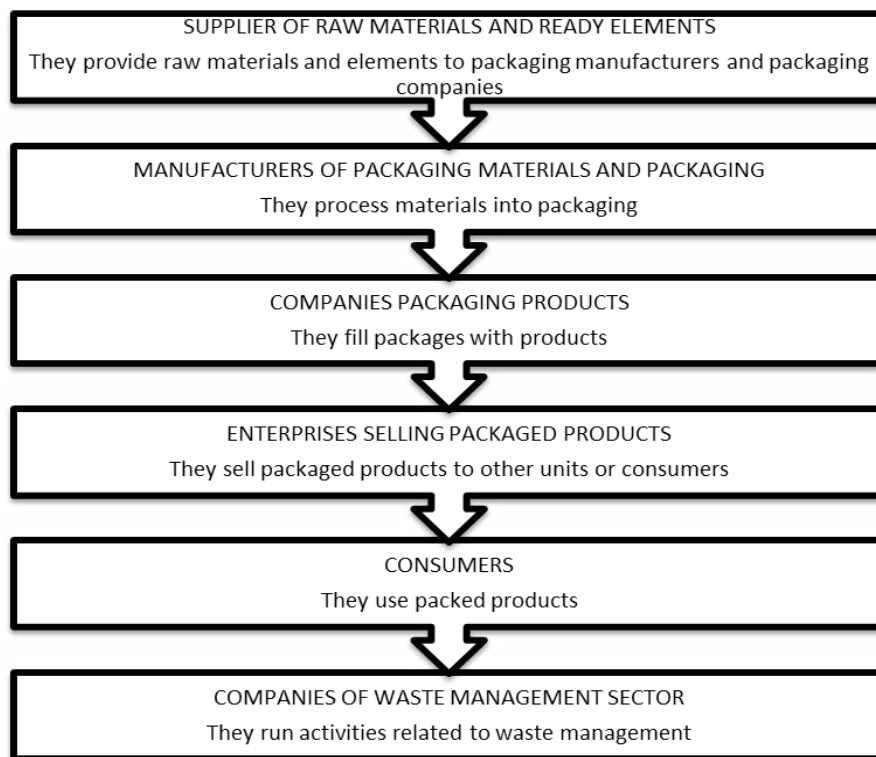 SUPPLIER OF RAW MATERIALS AND READY ELEMENTS
They provide raw materials and elements to packaging manufacturers and packaging
companies
MANUFACTURERS OF PACKAGING MATERIALS AND PACKAGING
They process materials into packaging
COMPANIES PACKAGING PRODUCTS
They fill packages with products
ENTERPRISES SELLING PACKAGED PRODUCTS
They sell packaged products to other units or consumers
CONSUMERS
They use packed products
COMPANIES OF WASTE MANAGEMENT SECTOR
They run activities related to waste management